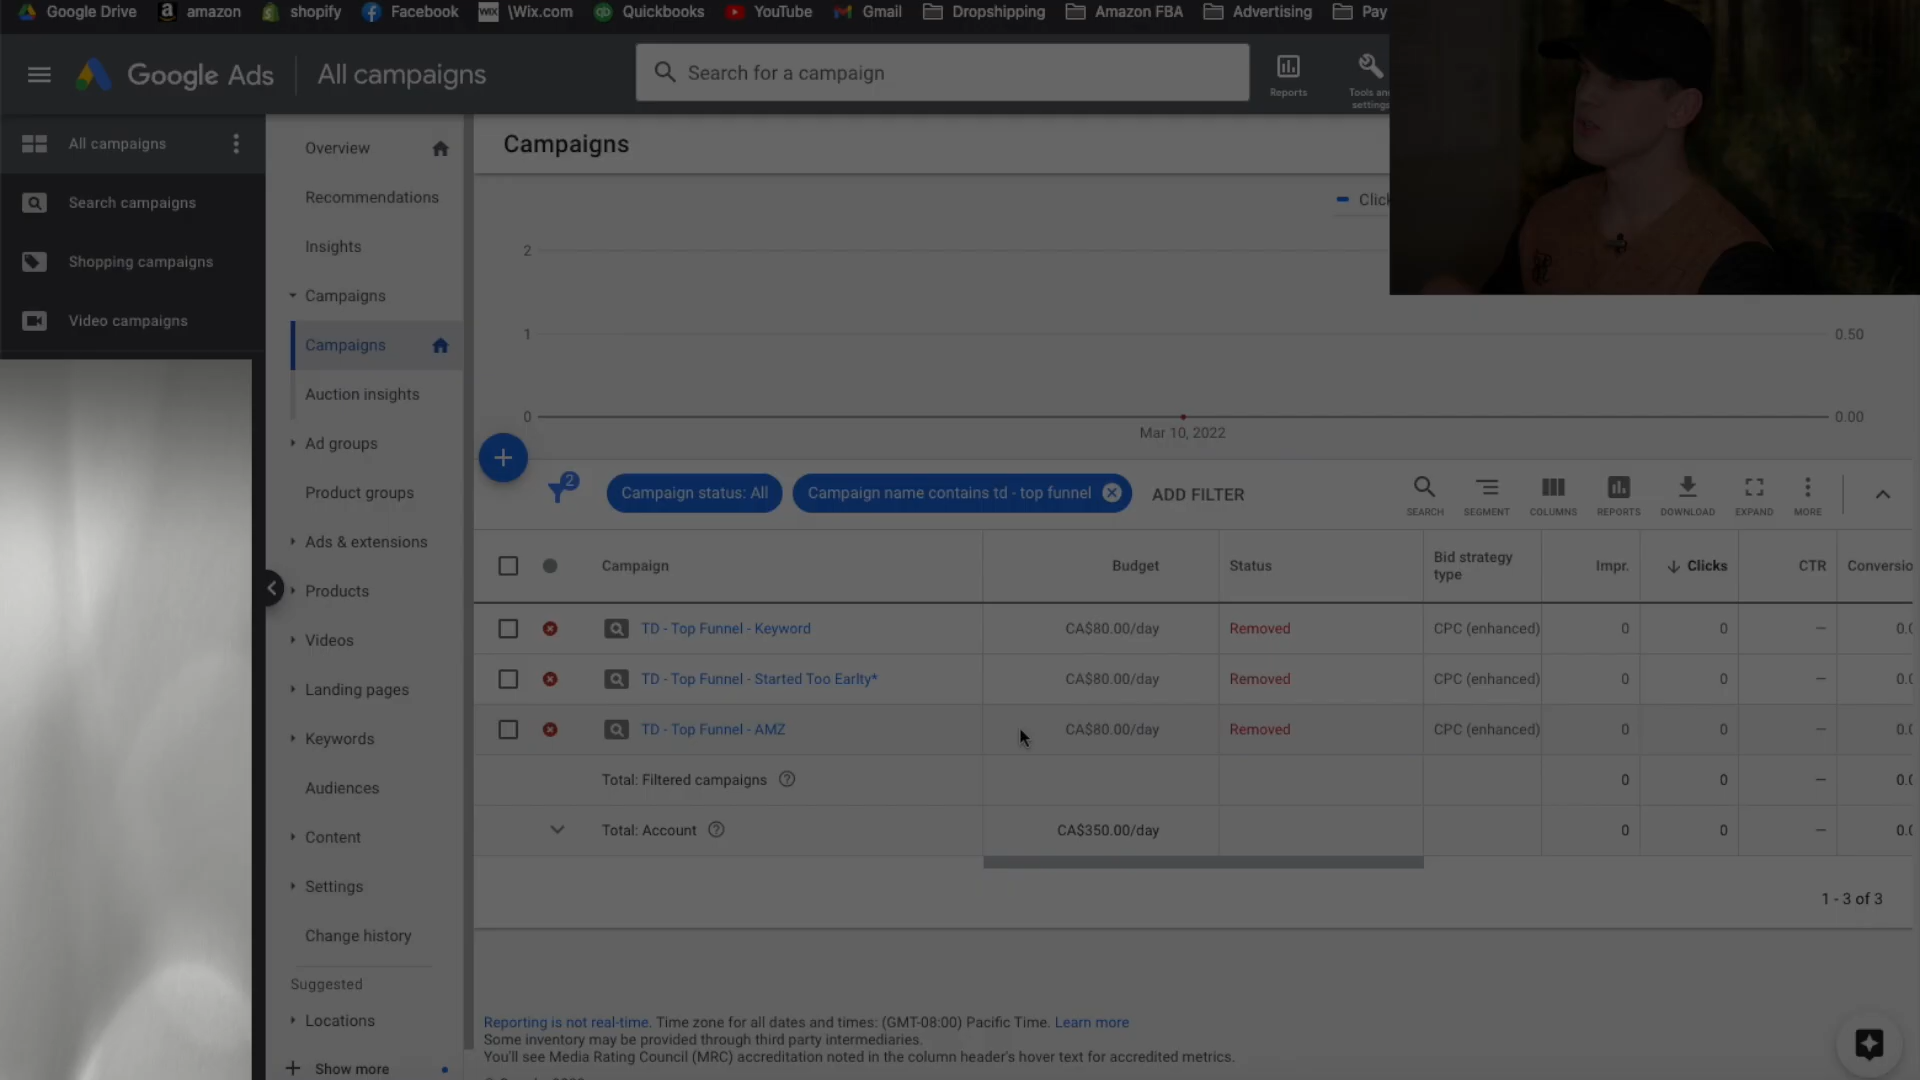 Google Drive
amazon
shopify
Facebook
WiX \Wix.com
qb Quickbooks
YouTube
Gmail
Dropshipping
Amazon FBA
Advertising
Pay
Google Ads
All campaigns
Search for a campaign
Reports
Tools and
settings
All campaigns
Search campaigns
Shopping campaigns
Video campaigns
Overview
Recommendations
Insights
Campaigns
Campaigns
Auction insights
Ad groups
Product groups
Ads & extensions
Products
Videos
Landing pages
Keywords
Audiences
Content
Settings
Change history
Suggested
Locations
Show more
Campaigns
2
1
0
0.50
0.00
Mar 10, 2022
2
Campaign status: All
Campaign name contains td - top funnel
ADD FILTER
SEARCH
SEGMENT
COLUMNS
REPORTS
DOWNLOAD
EXPAND
MORE
Campaign Budget Status Bid strategy type Impr. Clicks CTR
TD - Top Funnel - Keyword CA$80.00/day Removed CPC (enhanced) 0 0 —
TD - Top Funnel - Started Too Earlty* CA$80.00/day Removed CPC (enhanced) 0 0 —
TD - Top Funnel - AMZ CA$80.00/day Removed CPC (enhanced) 0 0 —
Total: Filtered campaigns 0 0 —
Total: Account CA$350.00/day 0 0 —
1 - 3 of 3
Reporting is not real-time. Time zone for all dates and times: (GMT-08:00) Pacific Time. Learn more
Some inventory may be provided through third party intermediaries.
You'll see Media Rating Council (MRC) accreditation noted in the column header's hover text for accredited metrics.